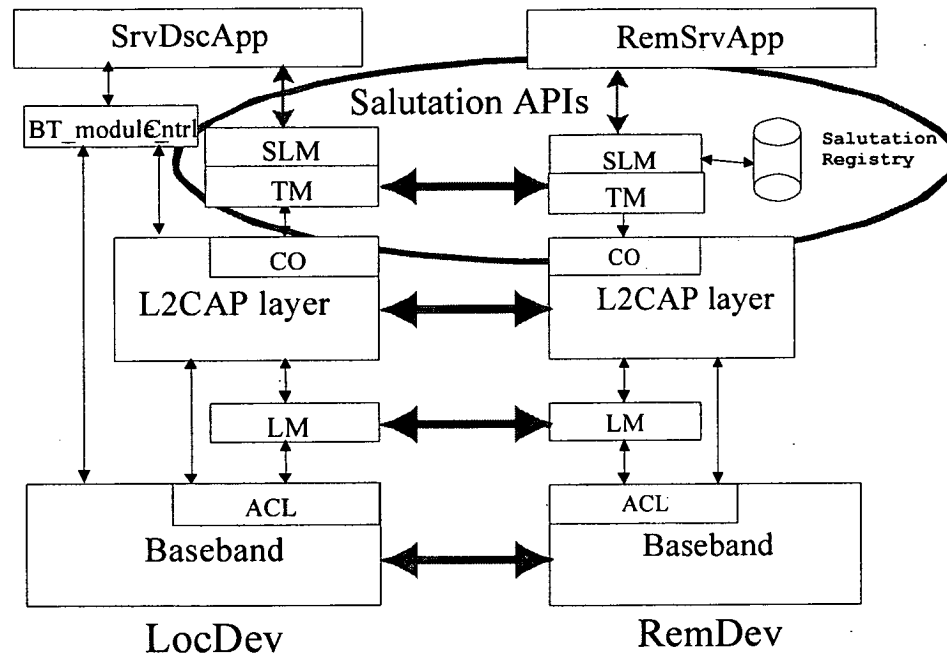 SrvDscApp
RemSrvApp
Salutation APIs
BT_module_Cntrl
SLM
TM
SLM
TM
Salutation
Registry
CO
L2CAP layer
CO
L2CAP layer
LM
LM
ACL
Baseband
ACL
Baseband
LocDev
RemDev